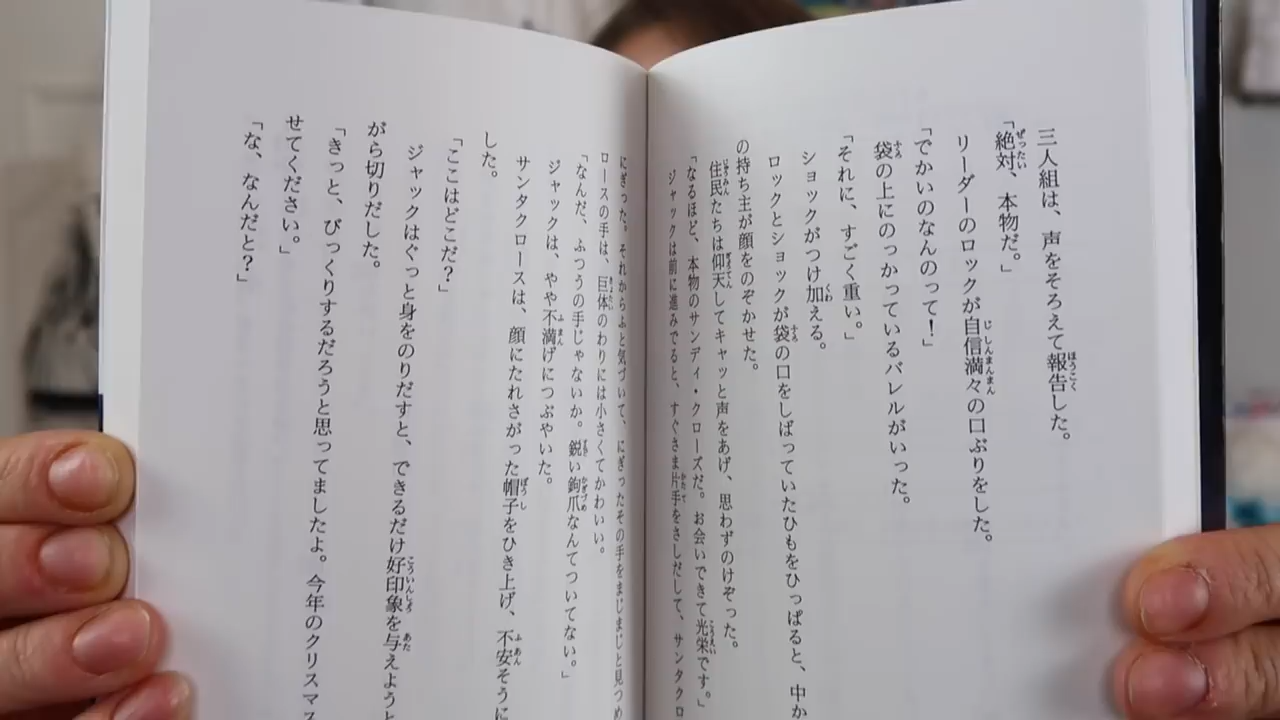 三人組は、声をそろえて報告した。
「絶対、本物だ。」
リーダーのロックが自信満々の口ぶりをした。
「でかいのなんのって！」
袋の上にのっかっているバレルがいった。
「それに、すごく重い。」
ショックがつけ加える。
ロックとショックが袋の口をしばっていたひもをひっぱると、中か
の持ち主が顔をのぞかせた。
住民たちは仰天してキャッと声をあげ、思わずのけぞった。
「なるほど、本物のサンディ・クローズだ。お会いできて光栄です。」
ジャックは前に進みでると、すぐさま片手をさしだして、サンタクロ
にぎった。それからふと気づいて、にぎったその手をまじまじと見つめ
ロースの手は、巨体のわりには小さくてかわいい。
「なんだ、ふつうの手じゃないか。鋭い鉤爪なんてついてない。」
ジャックは、やや不満げにつぶやいた。
サンタクロースは、顔にたれさがった帽子をひき上げ、不安そうに
した。
「ここはどこだ？」
ジャックはぐっと身をのりだすと、できるだけ好印象を与えようと
がら切りだした。
「きっと、びっくりするだろうと思ってましたよ。今年のクリスマス
せてください。」
「な、なんだと？」